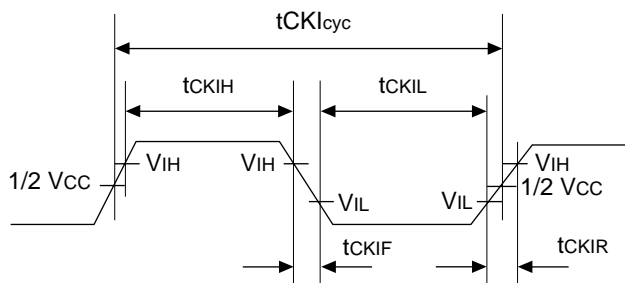 tCKIcyc
tCKIH
tCKIL
VIH
VIH
VIH
1/2 VCC
1/2 VCC
VIL
VIL
tCKIF
tCKIR